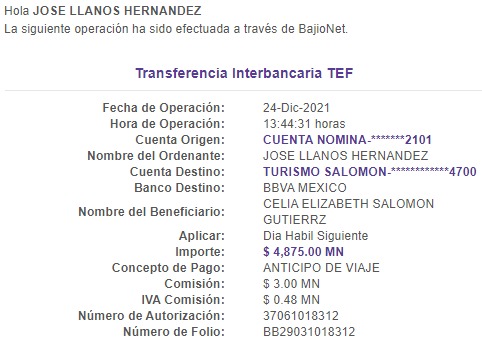 Hola JOSE LLANOS HERNANDEZ
La siguiente operación ha sido efectuada a través de BajioNet.
Transferencia Interbancaria TEF
Fecha de Operación: 24-Dic-2021
Hora de Operación: 13:44:31 horas
Cuenta Origen: CUENTA NOMINA-*******2101
Nombre del Ordenante: JOSE LLANOS HERNANDEZ
Cuenta Destino: TURISMO SALOMON-************4700
Banco Destino: BBVA MEXICO
Nombre del Beneficiario: CELIA ELIZABETH SALOMON
GUTIERRZ
Aplicar: Dia Habil Siguiente
Importe: $ 4,875.00 MN
Concepto de Pago: ANTICIPO DE VIAJE
Comisión: $ 3.00 MN
IVA Comisión: $ 0.48 MN
Número de Autorización: 37061018312
Número de Folio: BB29031018312